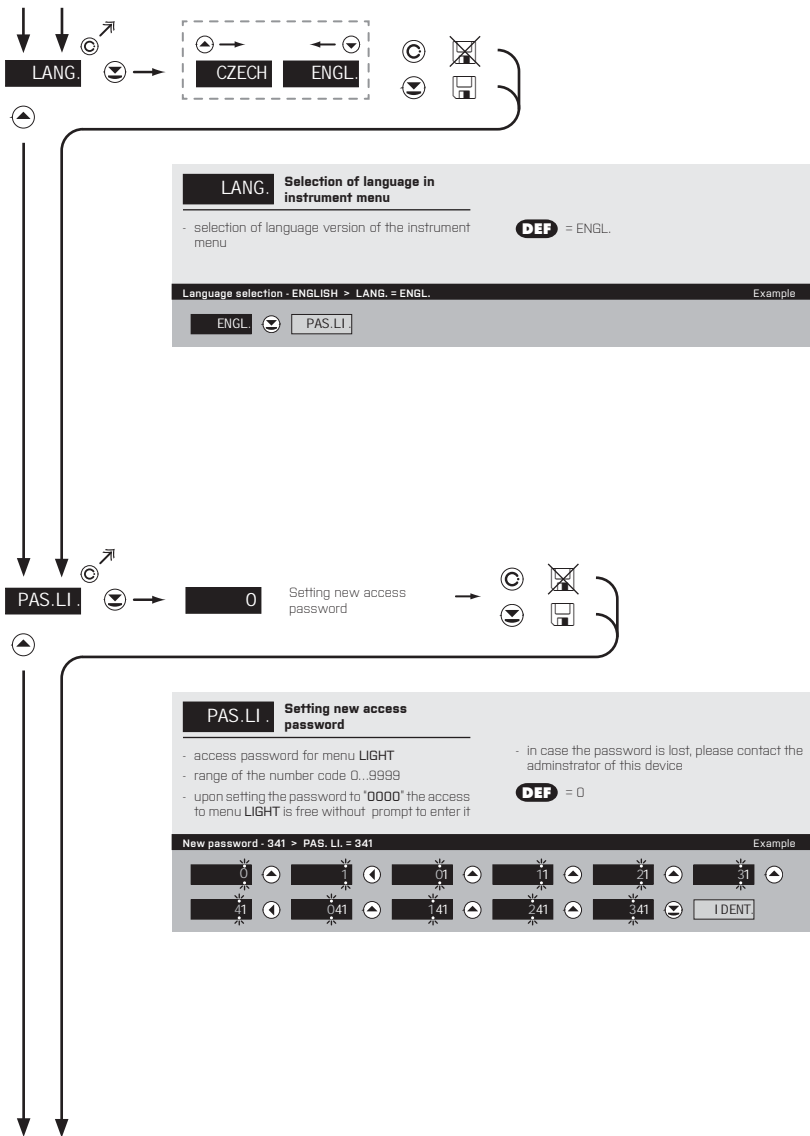 LANG.
CZECH ENGL.
LANG. Selection of language in
instrument menu
- selection of language version of the instrument
menu
DEF = ENGL.
Language selection - ENGLISH > LANG. = ENGL. Example
ENGL. PAS.LI.
PAS.LI. 0 Setting new access
password
PAS.LI. Setting new access
password
- access password for menu LIGHT
- range of the number code 0...9999
- upon setting the password to "0000" the access
to menu LIGHT is free without prompt to enter it
- in case the password is lost, please contact the
adminstrator of this device
DEF = 0
New password - 341 > PAS. LI. = 341 Example
0 1 01 11 21 31
41 041 141 241 341 IDENT.